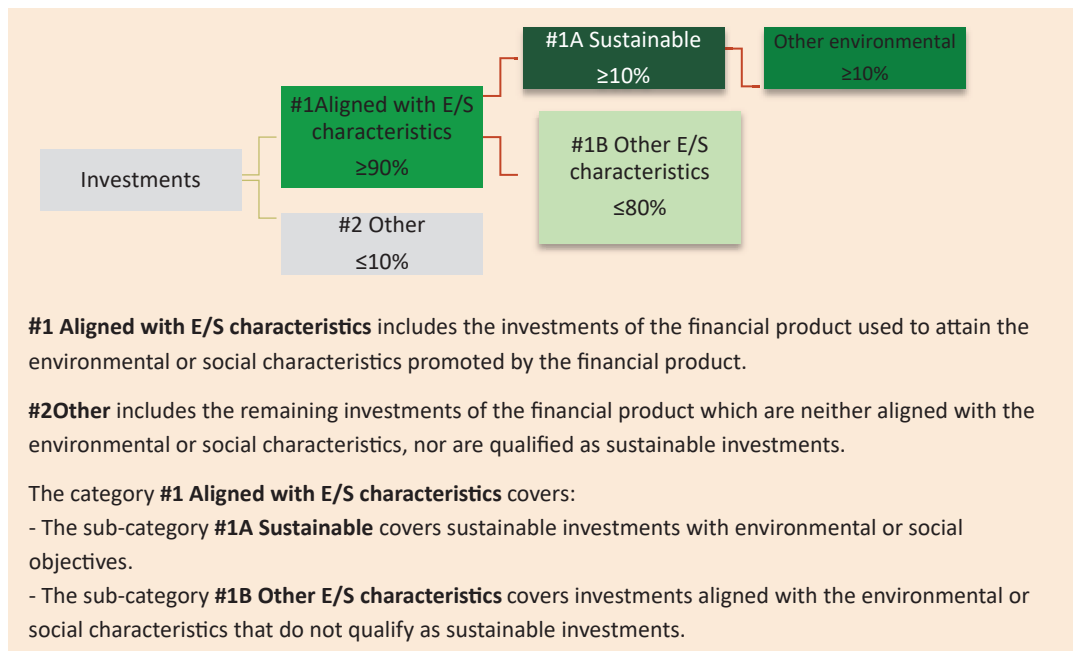 Investments
#1Aligned with E/S
characteristics
≥90%
#2 Other
≤10%
#1A Sustainable
≥10%
#1B Other E/S
characteristics
≤80%
Other environmental
≥10%
#1 Aligned with E/S characteristics includes the investments of the financial product used to attain the
environmental or social characteristics promoted by the financial product.
#2Other includes the remaining investments of the financial product which are neither aligned with the
environmental or social characteristics, nor are qualified as sustainable investments.
The category #1 Aligned with E/S characteristics covers:
- The sub-category #1A Sustainable covers sustainable investments with environmental or social
objectives.
- The sub-category #1B Other E/S characteristics covers investments aligned with the environmental or
social characteristics that do not qualify as sustainable investments.